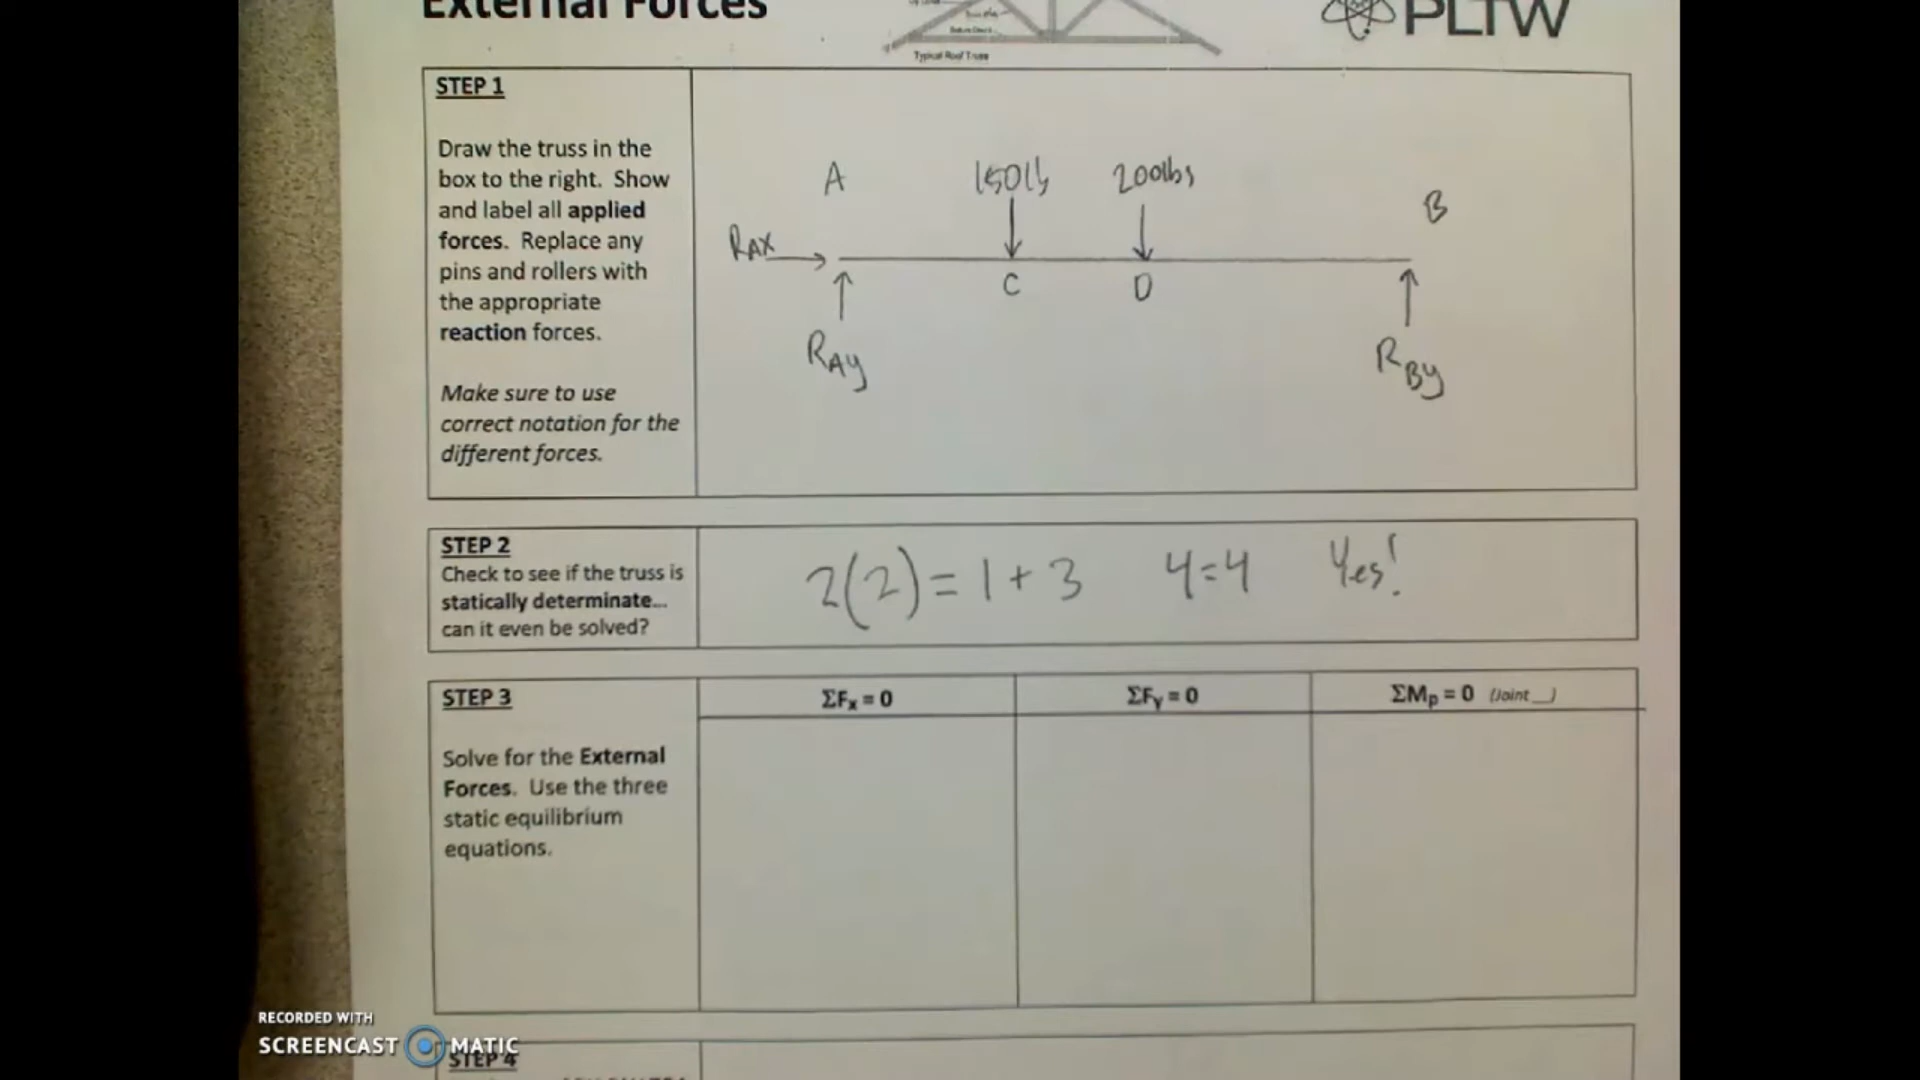 External Forces
PLTW
Typical Roof Truss
STEP 1
Draw the truss in the
box to the right. Show
and label all applied
forces. Replace any
pins and rollers with
the appropriate
reaction forces.
Make sure to use
correct notation for the
different forces.
A 150lb 200lbs B
RAX
C D
RAY RBY
STEP 2
Check to see if the truss is
statically determinate...
can it even be solved?
2(2) = 1 + 3 4=4 Yes!
STEP 3
Solve for the External
Forces. Use the three
static equilibrium
equations.
ΣFx = 0 ΣFy = 0 ΣMp = 0 (Joint __)
STEP 4
RECORDED WITH
SCREENCAST MATIC